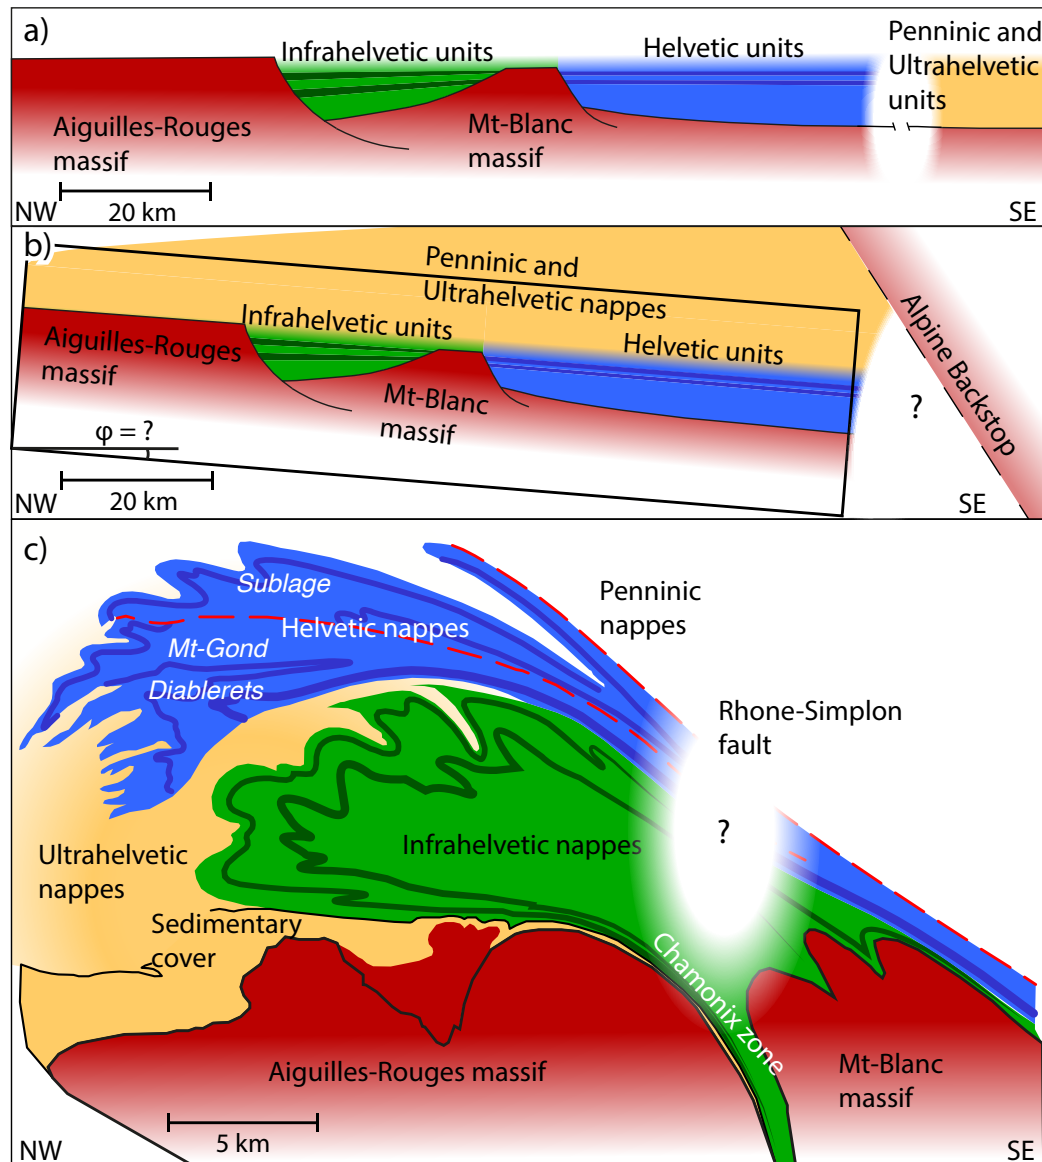 a)
Infrahelvetic units
Helvetic units
Penninic and
Ultrahelvetic
units
Aiguilles-Rouges
massif
Mt-Blanc
massif
20 km
NW
SE
b)
Penninic and
Ultrahelvetic nappes
Infrahelvetic units
Helvetic units
Aiguilles-Rouges
massif
Mt-Blanc
massif
Alpine Backstop
?
φ = ?
20 km
NW
SE
c)
Sublage
Helvetic nappes
Mt-Gond
Diablerets
Penninic
nappes
Rhone-Simplon
fault
?
Infrahelvetic nappes
Ultrahelvetic
nappes
Sedimentary
cover
Chamonix zone
Aiguilles-Rouges massif
Mt-Blanc
massif
5 km
NW
SE